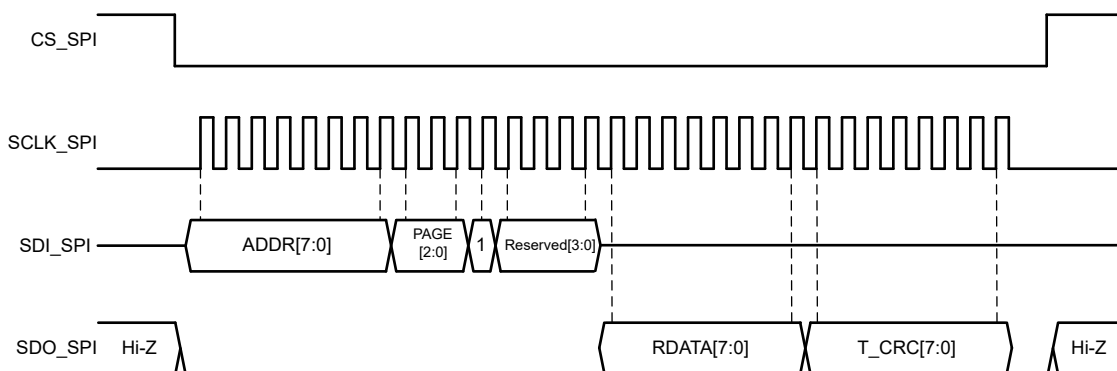 CS_SPI
SCLK_SPI
SDI_SPI
ADDR[7:0]
PAGE
[2:0]
1
Reserved[3:0]
SDO_SPI
Hi-Z
RDATA[7:0]
T_CRC[7:0]
Hi-Z